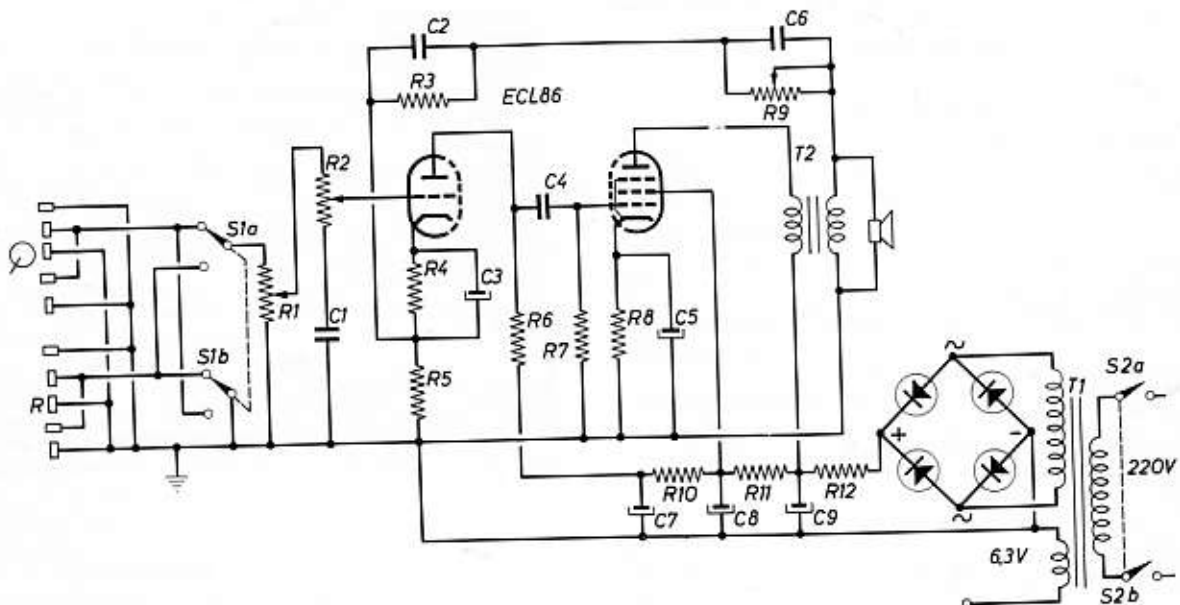 C2
C6
R3
ECL86
R9
R2
T2
C4
S1a
R4
C3
R1
C1
R6
R7
R8
C5
S1b
R5
T1
S2a
R
+
-
220V
R10
R11
R12
~
~
C7
C8
C9
6,3V
S2b